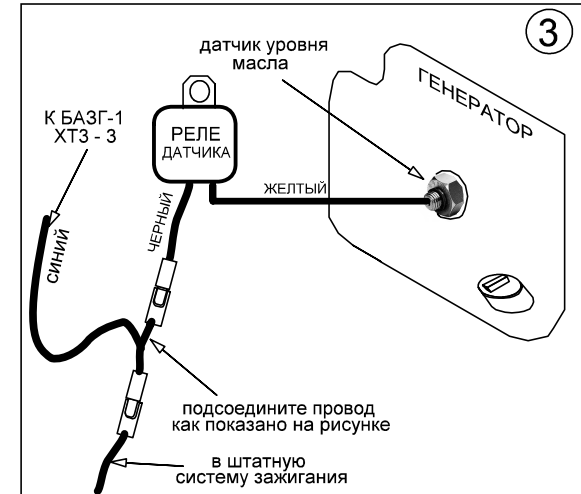 3
датчик уровня
масла
ГЕНЕРАТОР
К БАЗГ-1
ХТ3 - 3
РЕЛЕ
ДАТЧИКА
ЖЕЛТЫЙ
ЧЕРНЫЙ
СИНИЙ
подсоедините провод
как показано на рисунке
в штатную
систему зажигания